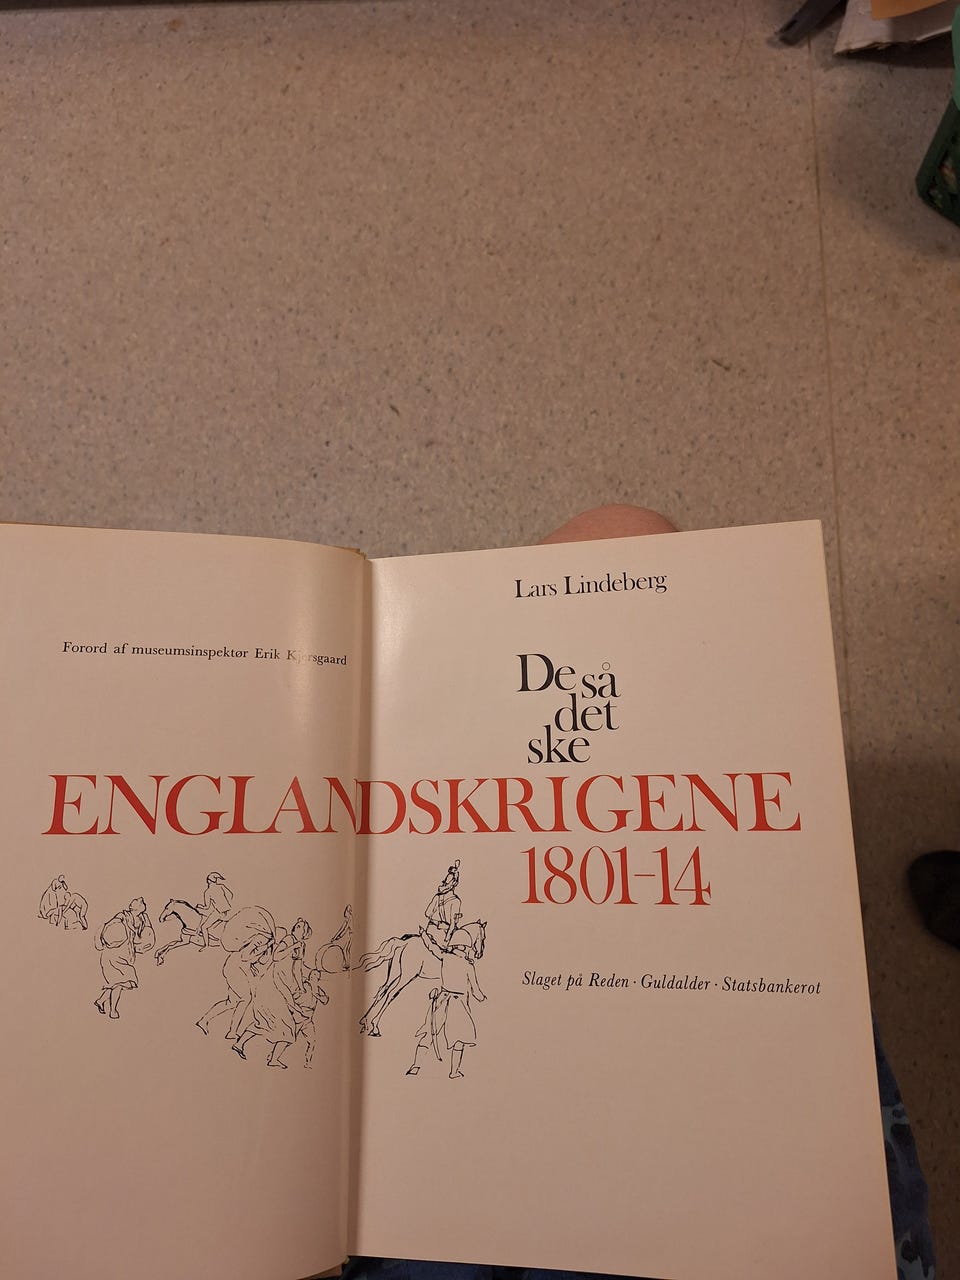 Forord af museumsinspektør Erik Kjersgaard
Lars Lindeberg
De så
det
ske
ENGLANDSKRIGENE
1801-14
Slaget på Reden · Guldalder · Statsbankerot